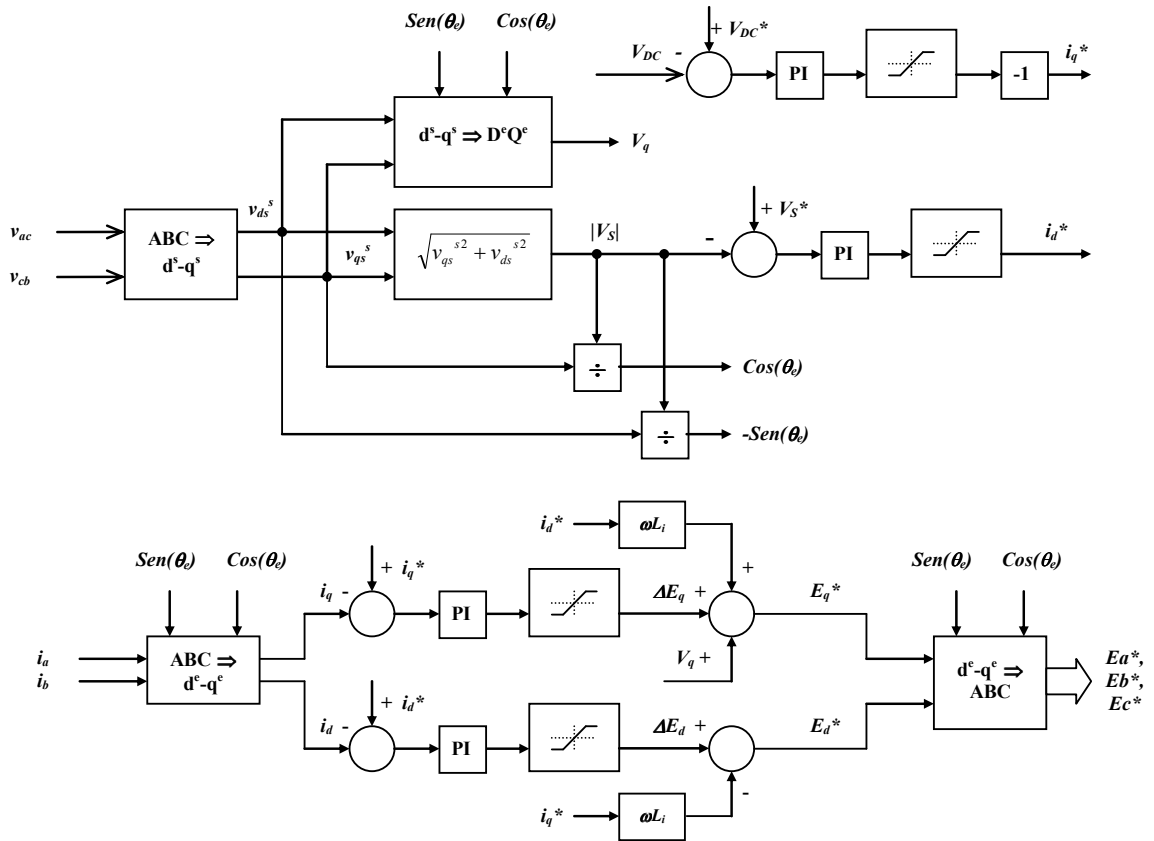 Sen(θe) Cos(θe)
+ VDC*
VDC - PI -1 iq*
dˢ-qˢ ⇒ DᵉQᵉ Vq
+ VS*
vac ABC ⇒ dˢ-qˢ vdsˢ
vcb vqsˢ
√(vqsˢ² + vdsˢ²) |VS| - PI id*
÷ Cos(θe)
÷ -Sen(θe)
id* ωLi
Sen(θe) Cos(θe) + iq* + Sen(θe) Cos(θe)
iq - PI ΔEq + Eq*
ia ABC ⇒ Vq + dᵉ-qᵉ ⇒ Ea*,
ib dᵉ-qᵉ ABC Eb*,
Ec*
+ id*
id - PI ΔEd + Ed*
-
iq* ωLi